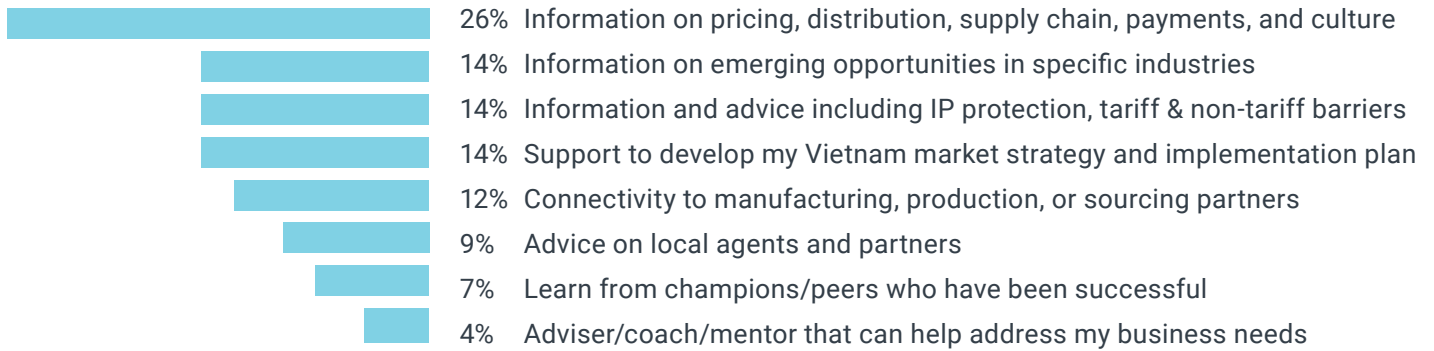 26% Information on pricing, distribution, supply chain, payments, and culture
14% Information on emerging opportunities in specific industries
14% Information and advice including IP protection, tariff & non-tariff barriers
14% Support to develop my Vietnam market strategy and implementation plan
12% Connectivity to manufacturing, production, or sourcing partners
9% Advice on local agents and partners
7% Learn from champions/peers who have been successful
4% Adviser/coach/mentor that can help address my business needs